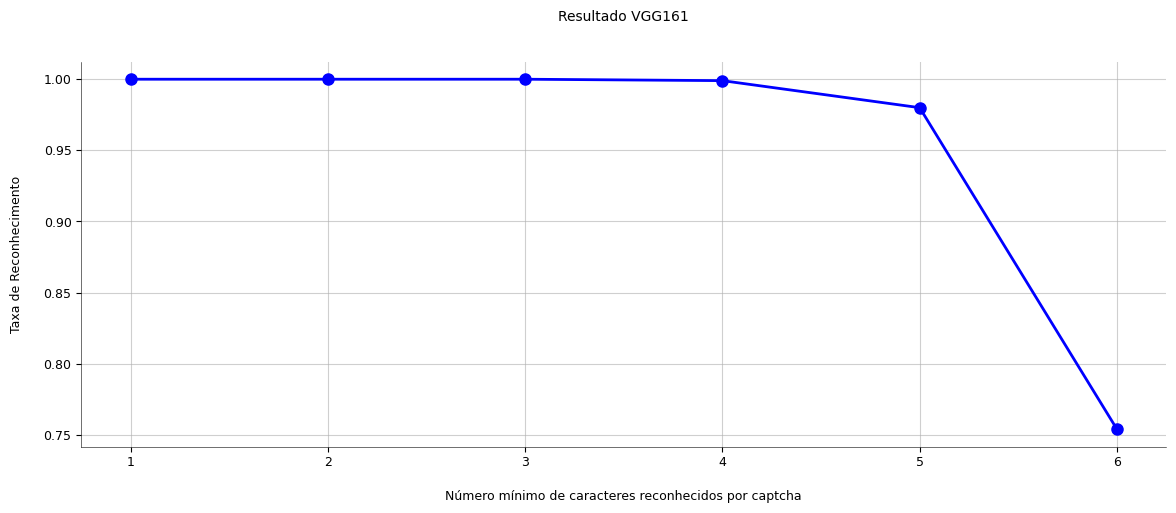 Resultado VGG161
1.00
0.95
0.90
0.85
0.80
0.75
Taxa de Reconhecimento
1 2 3 4 5 6
Número mínimo de caracteres reconhecidos por captcha